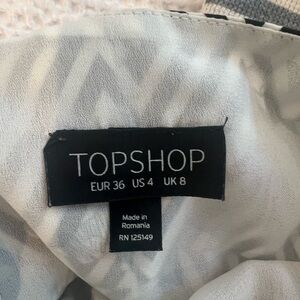 TOPSHOP
EUR 36 US 4 UK 8
Made in
Romania
RN 125149